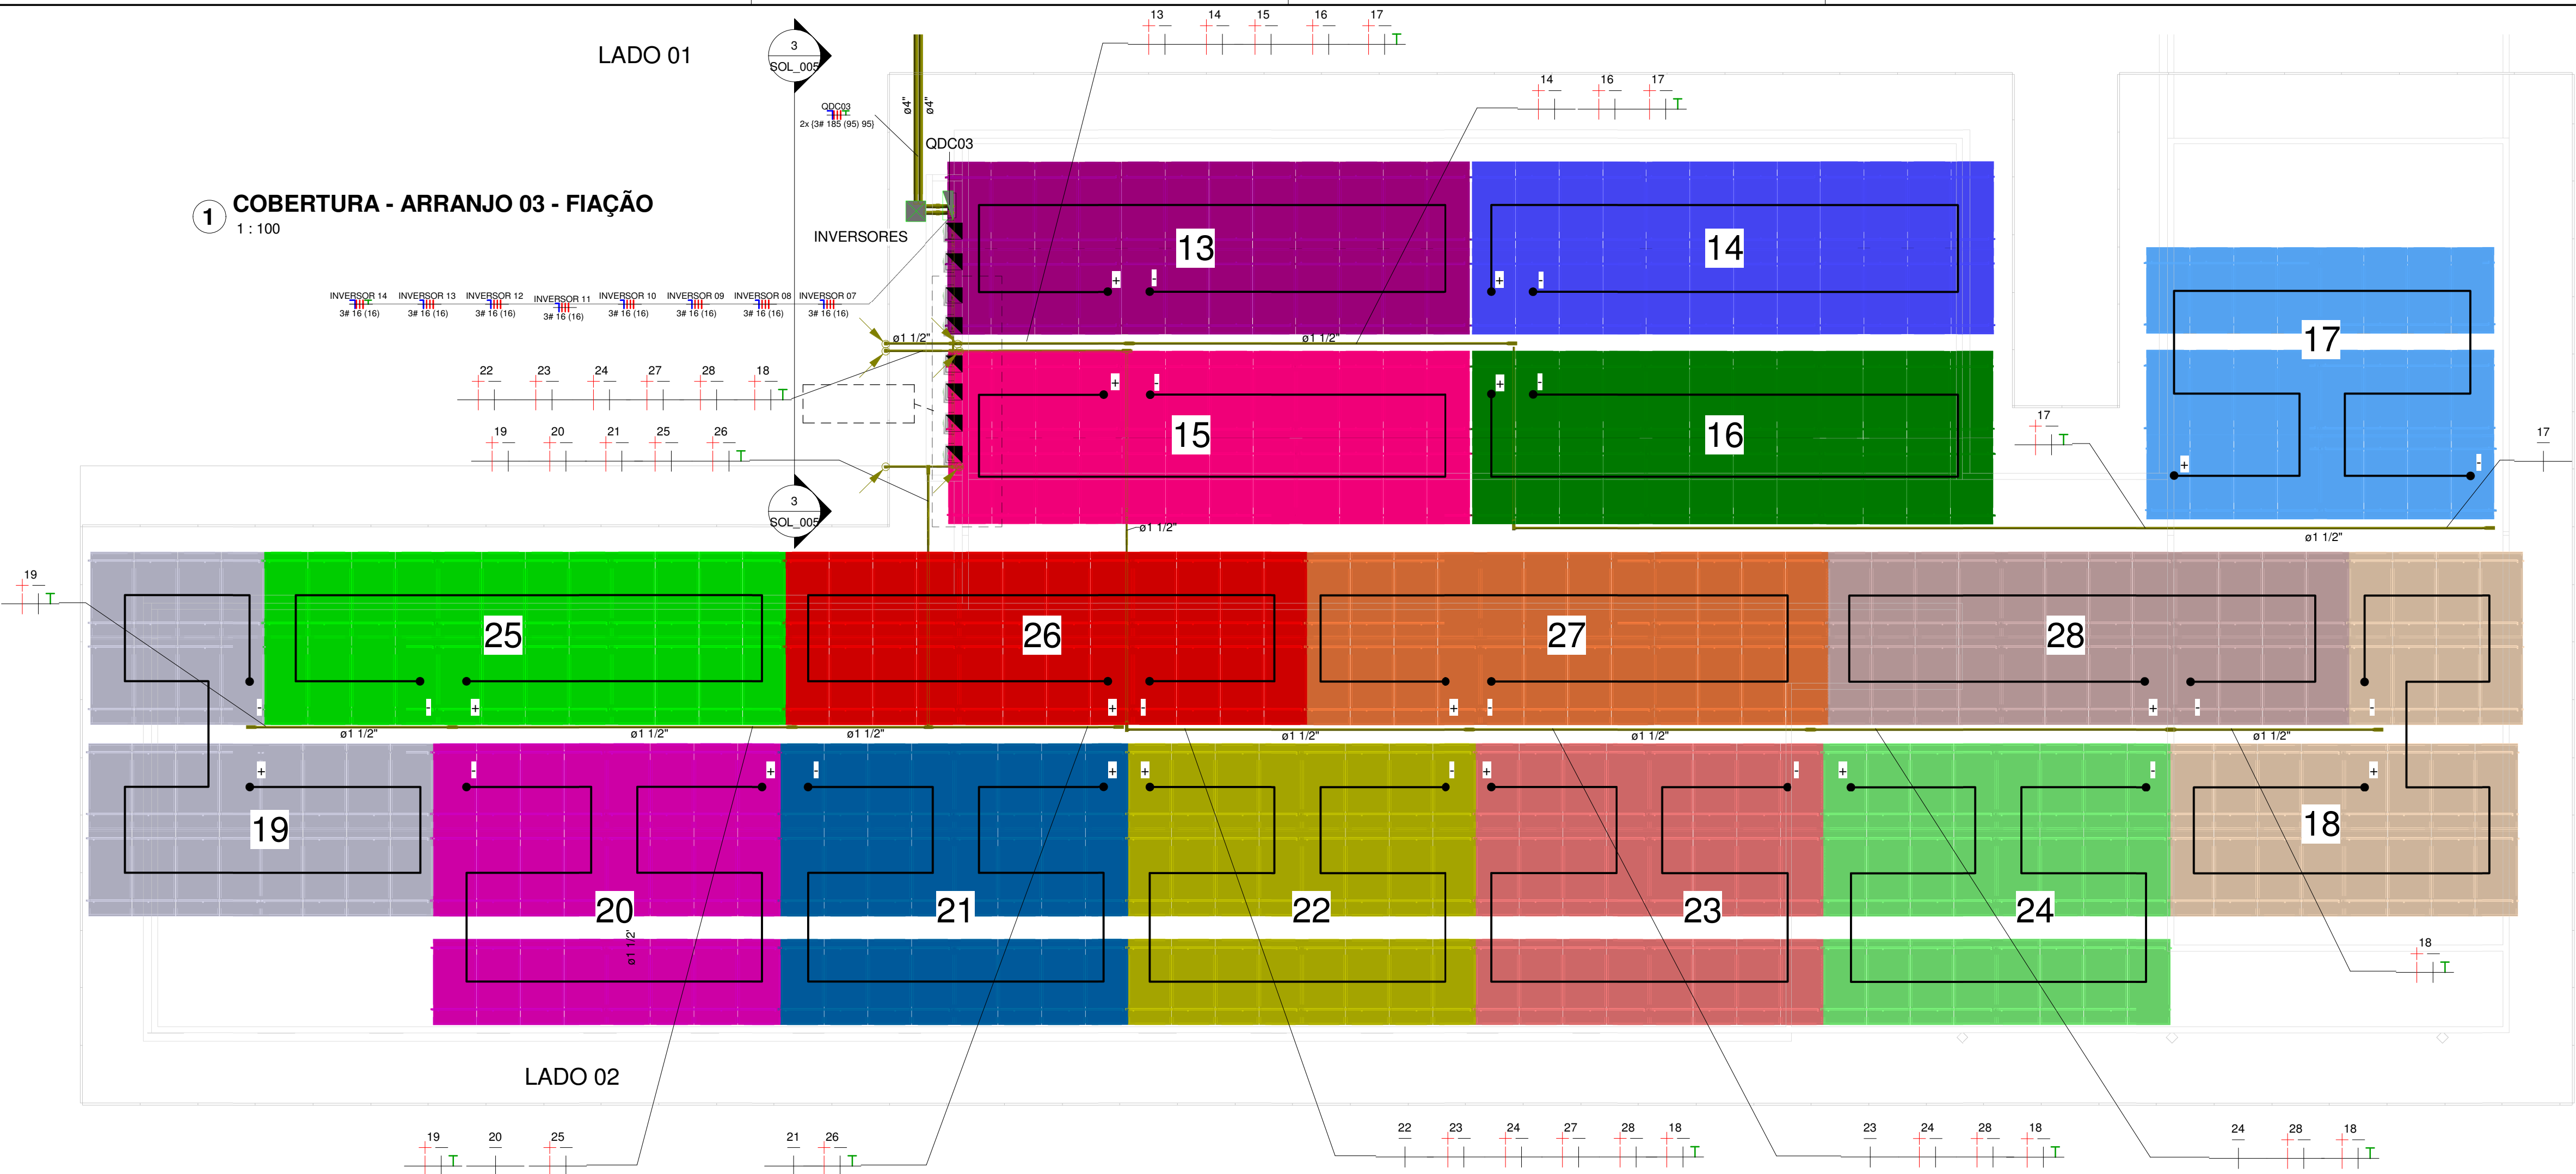 13 14 15 16 17
LADO 01
3
SOL_005
14 16 17
QDC03
2x {3# 185 (95) 95}
ø4"
ø4"
QDC03
1
COBERTURA - ARRANJO 03 - FIAÇÃO
1 : 100
INVERSORES
13
+ -
14
+ -
INVERSOR 14
3# 16 (16)
INVERSOR 13
3# 16 (16)
INVERSOR 12
3# 16 (16)
INVERSOR 11
3# 16 (16)
INVERSOR 10
3# 16 (16)
INVERSOR 09
3# 16 (16)
INVERSOR 08
3# 16 (16)
INVERSOR 07
3# 16 (16)
ø1 1/2"
ø1 1/2"
17
22 23 24 27 28 18
+ -
+ -
19 20 21 25 26
15
16
17
17
+ -
3
SOL_005
ø1 1/2"
ø1 1/2"
19
25
26
27
28
- - + + - + - + - -
ø1 1/2"
ø1 1/2"
ø1 1/2"
ø1 1/2"
ø1 1/2"
ø1 1/2"
+ - + - + + - + - + - +
19
18
20
21
22
23
24
ø1 1/2"
18
LADO 02
19 20 25
21 26
22 23 24 27 28 18
23 24 28 18
24 28 18